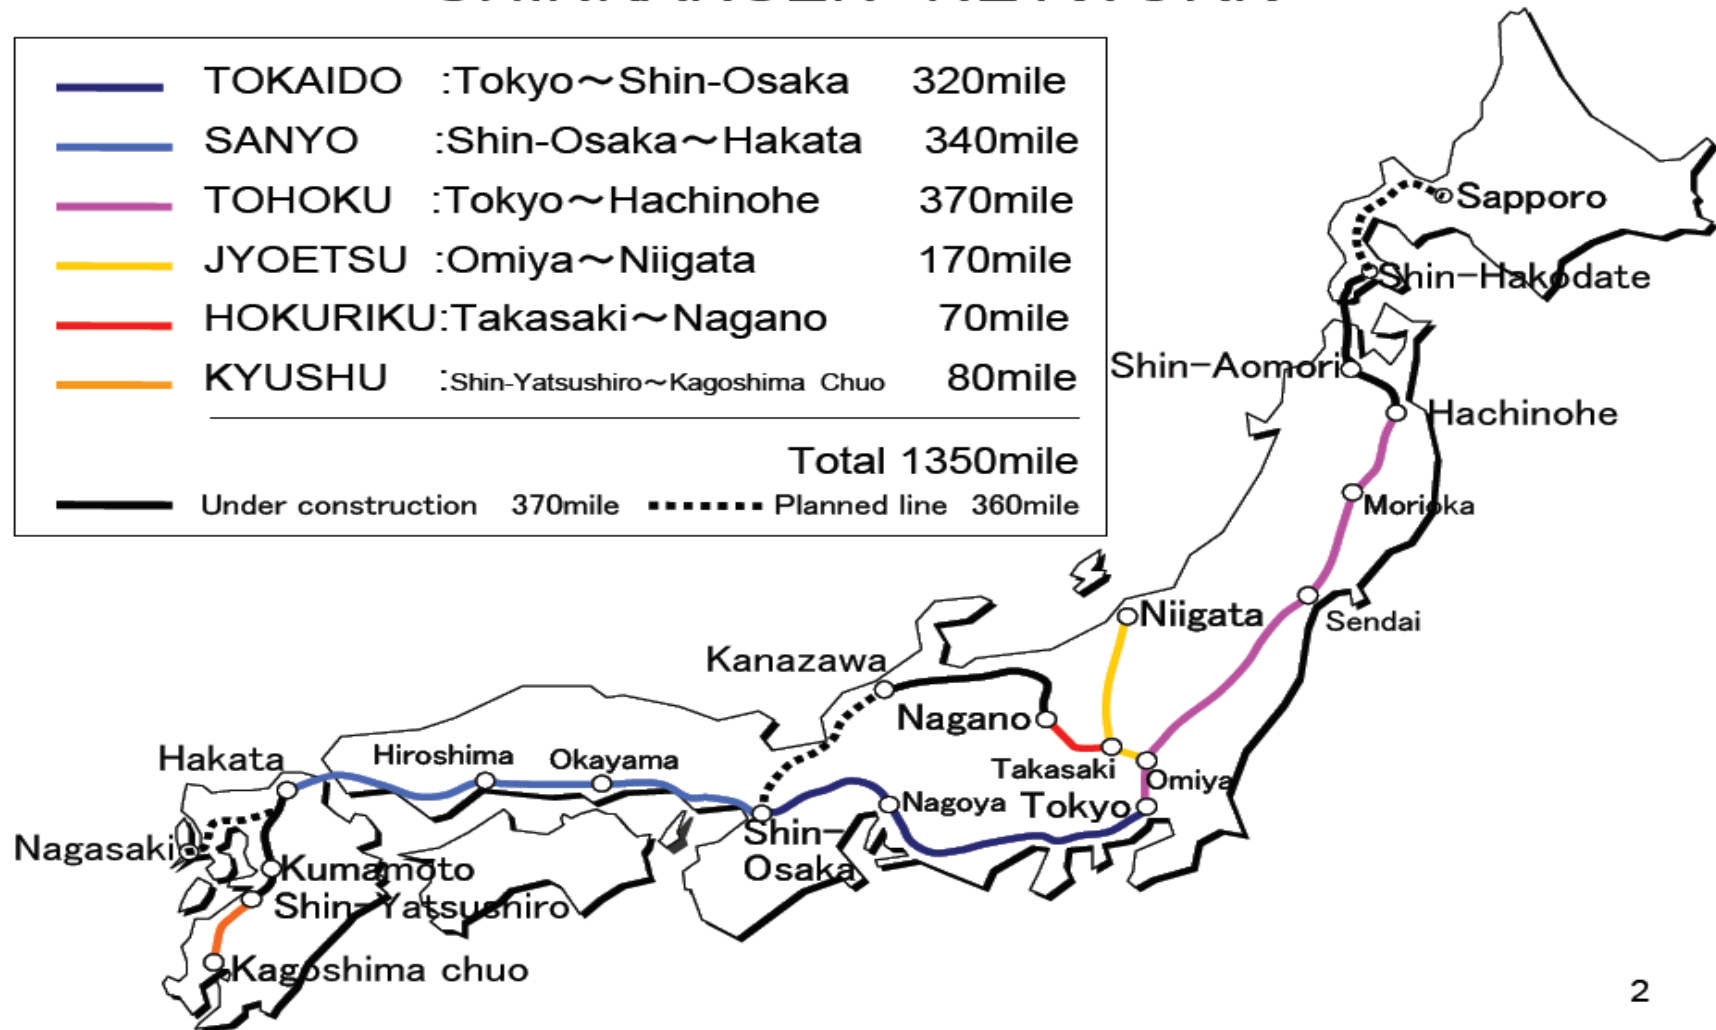 SHINKANSEN NETWORK
TOKAIDO :Tokyo～Shin-Osaka 320mile
SANYO :Shin-Osaka～Hakata 340mile
TOHOKU :Tokyo～Hachinohe 370mile
JYOETSU :Omiya～Niigata 170mile
HOKURIKU:Takasaki～Nagano 70mile
KYUSHU :Shin-Yatsushiro～Kagoshima Chuo 80mile
Total 1350mile
Under construction 370mile Planned line 360mile
Sapporo
Shin-Hakodate
Shin-Aomori
Hachinohe
Morioka
Niigata
Sendai
Kanazawa
Nagano
Hakata
Hiroshima
Okayama
Takasaki
Omiya
Nagoya
Tokyo
Shin-
Osaka
Nagasaki
Kumamoto
Shin-Yatsushiro
Kagoshima chuo
2